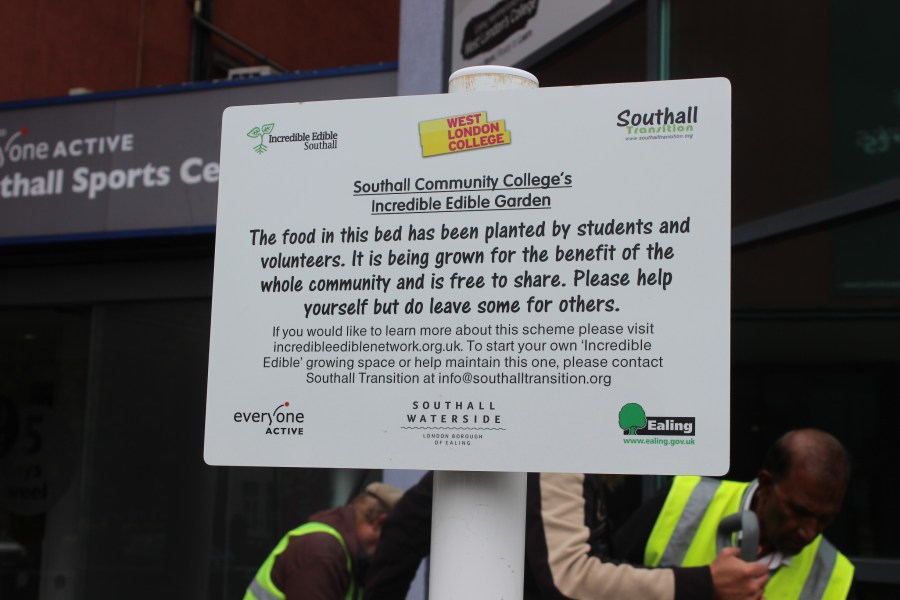 West London's College
everyone ACTIVE
thall Sports Ce
Incredible Edible
Southall
WEST
LONDON
COLLEGE
Southall
Transition
www.southalltransition.org
Southall Community College's
Incredible Edible Garden
The food in this bed has been planted by students and
volunteers. It is being grown for the benefit of the
whole community and is free to share. Please help
yourself but do leave some for others.
If you would like to learn more about this scheme please visit
incredibleediblenetwork.org.uk. To start your own 'Incredible
Edible' growing space or help maintain this one, please contact
Southall Transition at info@southalltransition.org
everyone
ACTIVE
SOUTHALL
WATERSIDE
LONDON BOROUGH
OF EALING
Ealing
www.ealing.gov.uk